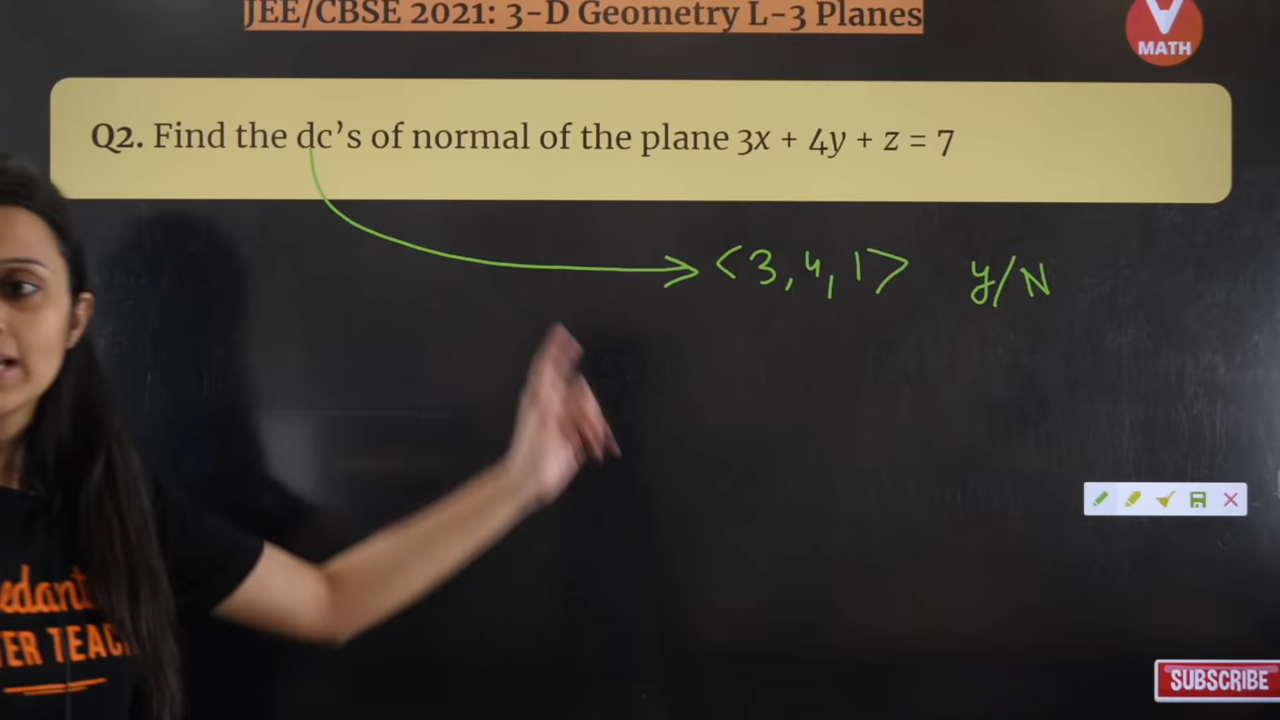 JEE/CBSE 2021: 3-D Geometry L-3 Planes
V
MATH
Q2. Find the dc's of normal of the plane 3x + 4y + z = 7
<3, 4, 1> y/N
SUBSCRIBE